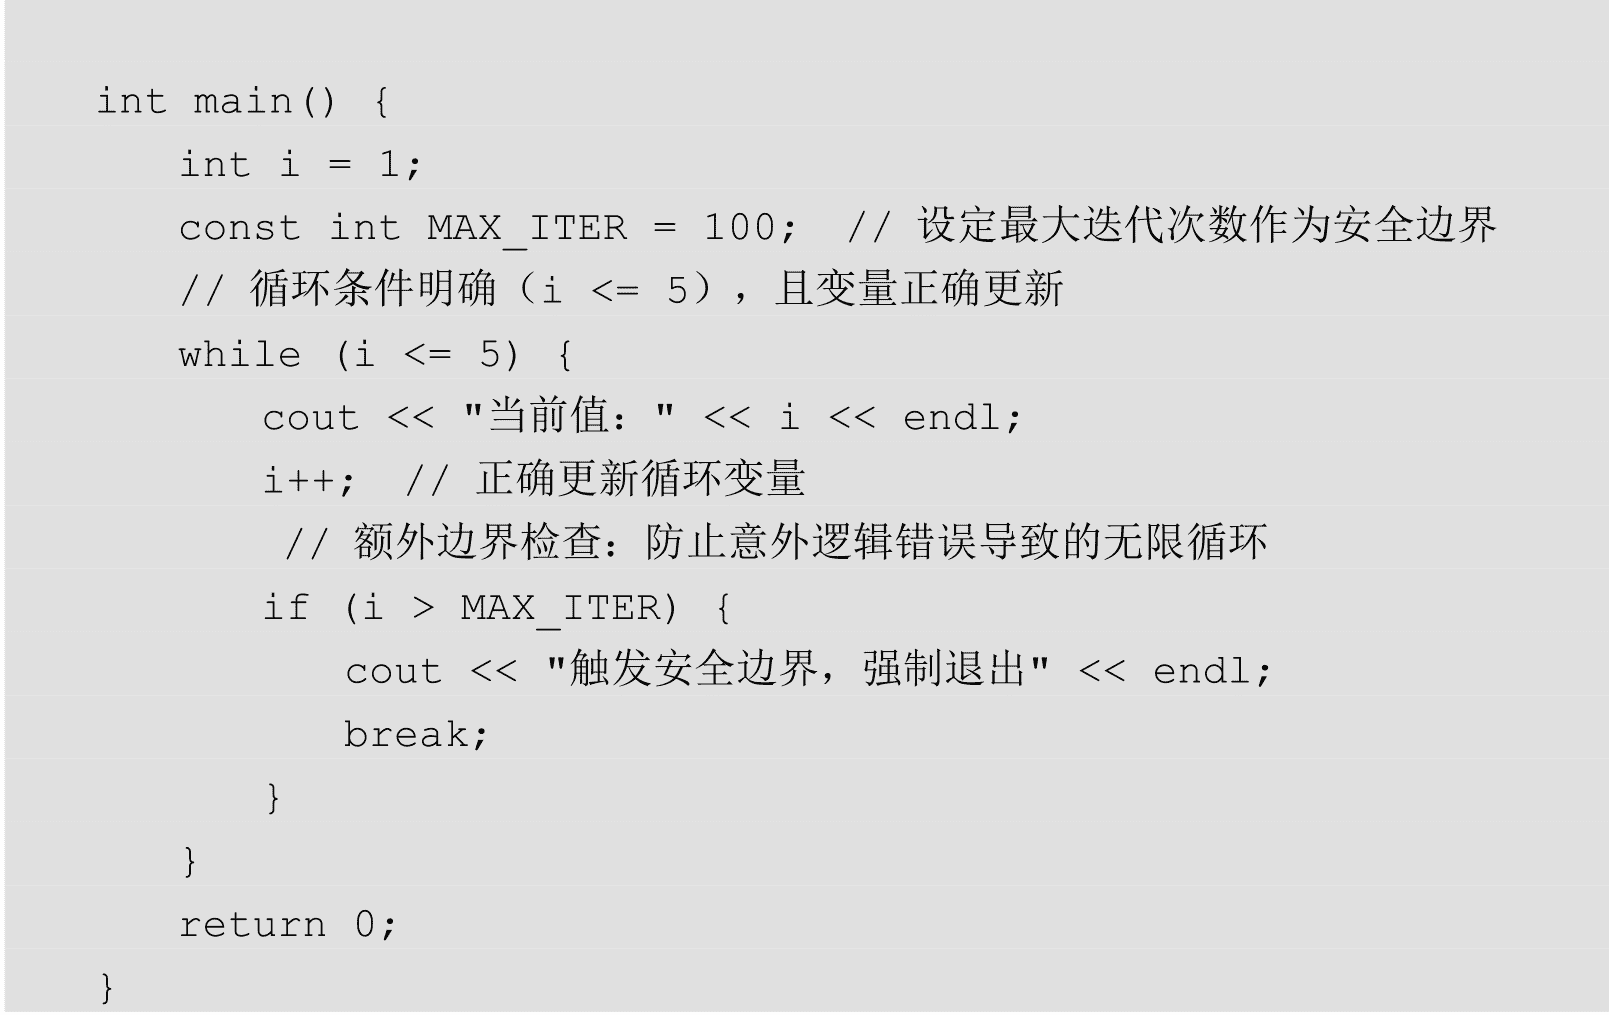 int main() {
    int i = 1;
    const int MAX_ITER = 100;  // 设定最大迭代次数作为安全边界
    // 循环条件明确（i <= 5），且变量正确更新
    while (i <= 5) {
        cout << "当前值：" << i << endl;
        i++;  // 正确更新循环变量
         // 额外边界检查：防止意外逻辑错误导致的无限循环
        if (i > MAX_ITER) {
            cout << "触发安全边界，强制退出" << endl;
            break;
        }
    }
    return 0;
}